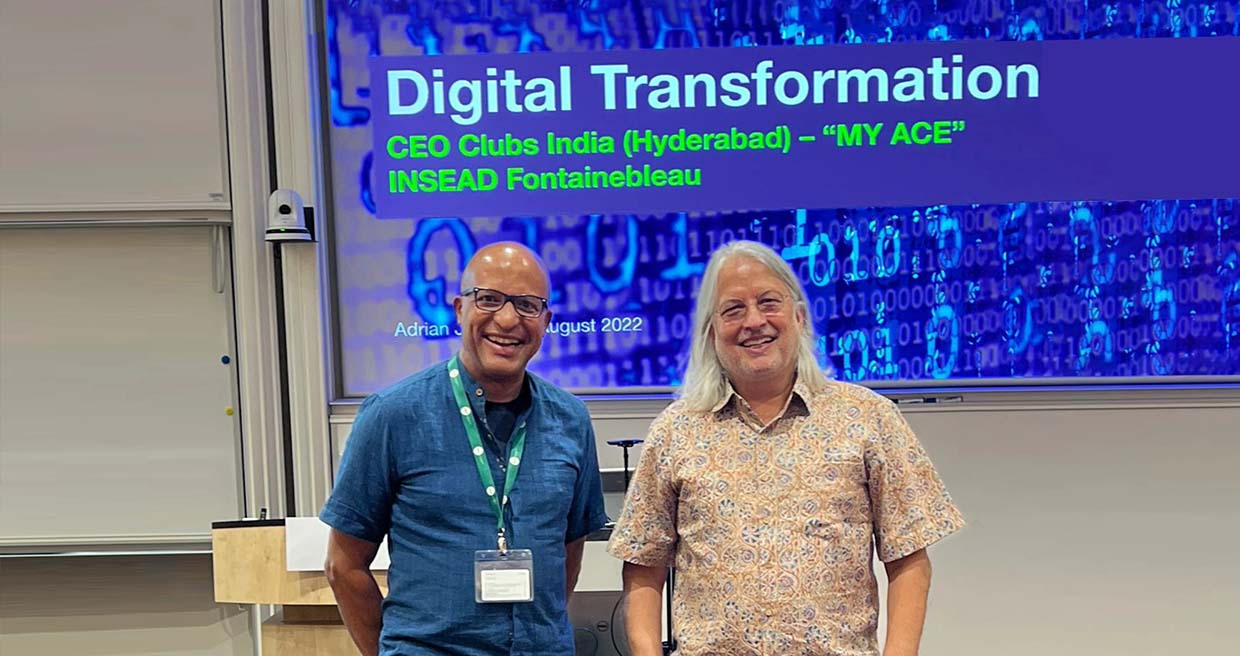 Digital Transformation
CEO Clubs India (Hyderabad) – “MY ACE”
INSEAD Fontainebleau
Adrian August 2022